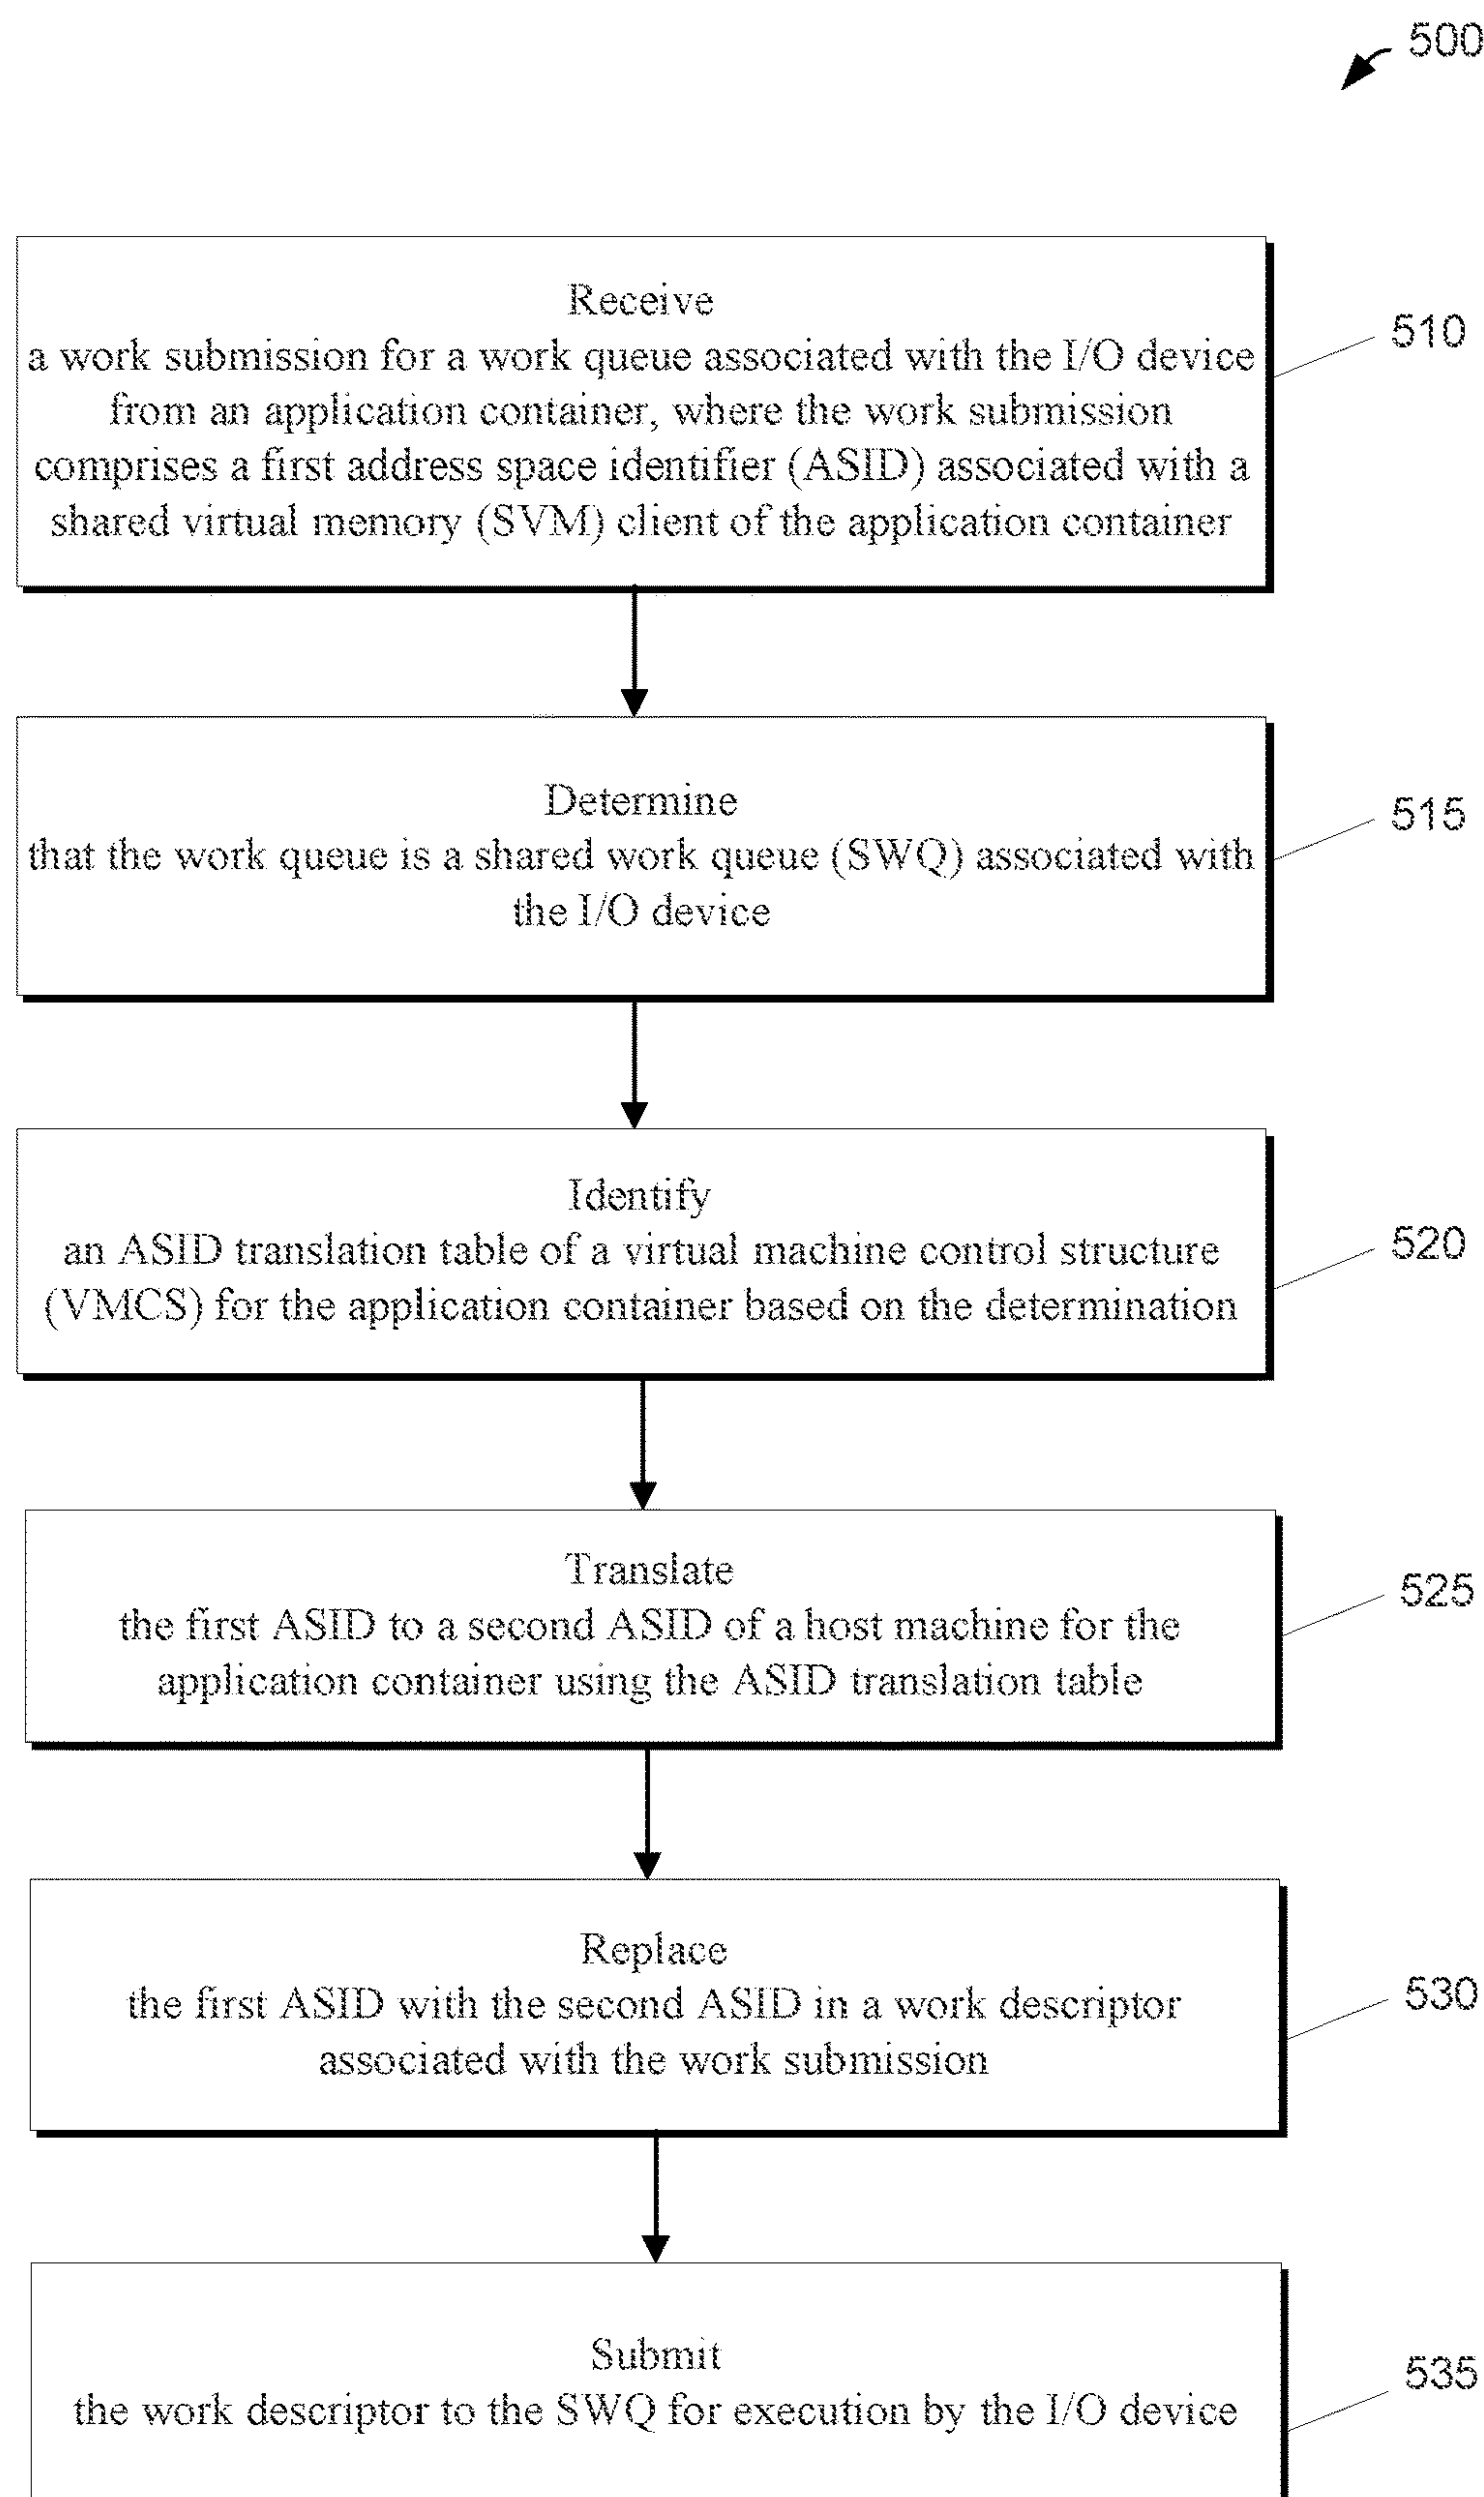 500
Receive
a work submission for a work queue associated with the I/O device
from an application container, where the work submission
comprises a first address space identifier (ASID) associated with a
shared virtual memory (SVM) client of the application container
510
Determine
that the work queue is a shared work queue (SWQ) associated with
the I/O device
515
Identify
an ASID translation table of a virtual machine control structure
(VMCS) for the application container based on the determination
520
Translate
the first ASID to a second ASID of a host machine for the
application container using the ASID translation table
525
Replace
the first ASID with the second ASID in a work descriptor
associated with the work submission
530
Submit
the work descriptor to the SWQ for execution by the I/O device
535